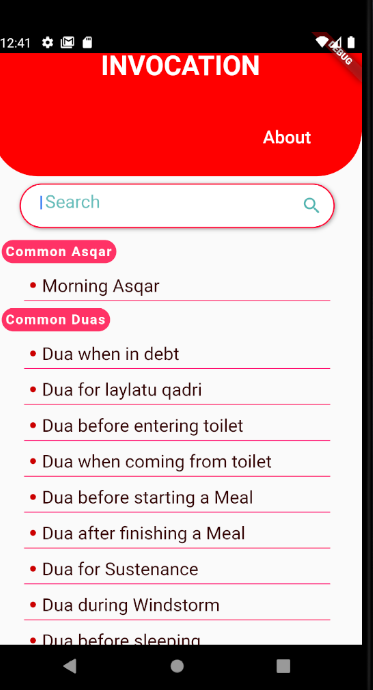 12:41
DEBUG
INVOCATION
About
Search
Common Asqar
• Morning Asqar
Common Duas
• Dua when in debt
• Dua for laylatu qadri
• Dua before entering toilet
• Dua when coming from toilet
• Dua before starting a Meal
• Dua after finishing a Meal
• Dua for Sustenance
• Dua during Windstorm
• Dua before sleeping